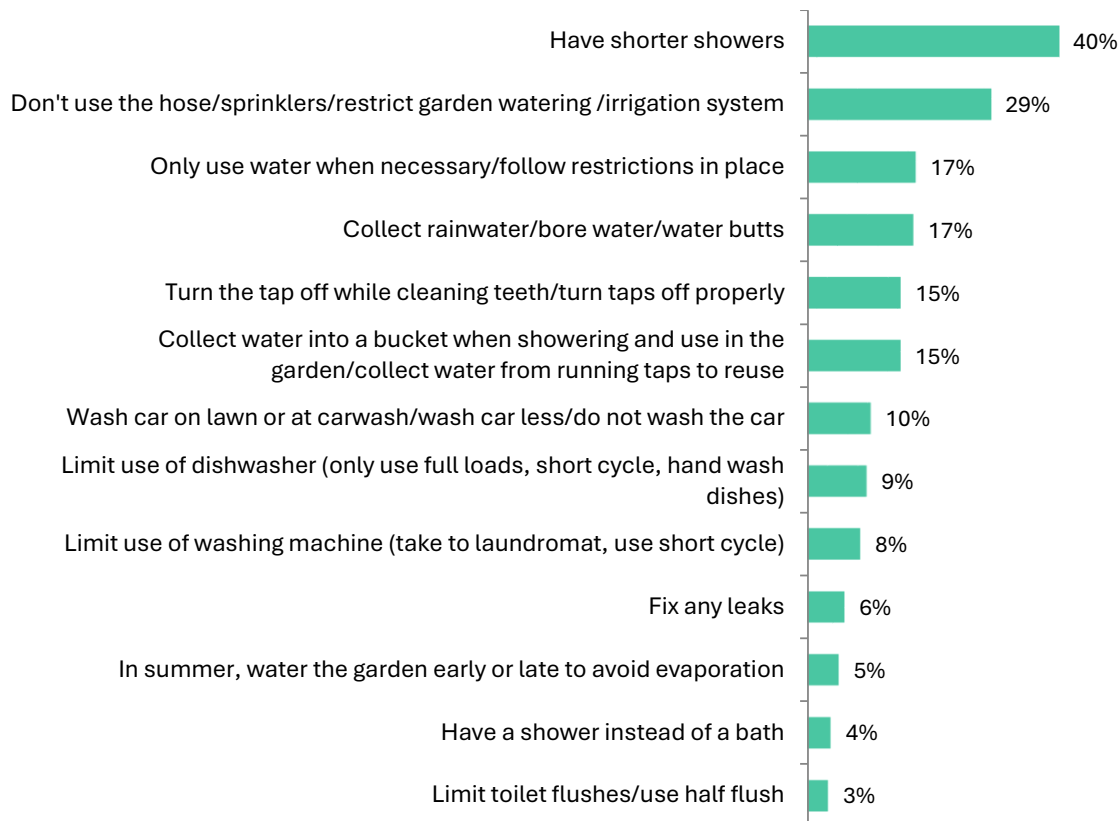 Have shorter showers 40%
Don't use the hose/sprinklers/restrict garden watering /irrigation system 29%
Only use water when necessary/follow restrictions in place 17%
Collect rainwater/bore water/water butts 17%
Turn the tap off while cleaning teeth/turn taps off properly 15%
Collect water into a bucket when showering and use in the
garden/collect water from running taps to reuse 15%
Wash car on lawn or at carwash/wash car less/do not wash the car 10%
Limit use of dishwasher (only use full loads, short cycle, hand wash
dishes) 9%
Limit use of washing machine (take to laundromat, use short cycle) 8%
Fix any leaks 6%
In summer, water the garden early or late to avoid evaporation 5%
Have a shower instead of a bath 4%
Limit toilet flushes/use half flush 3%